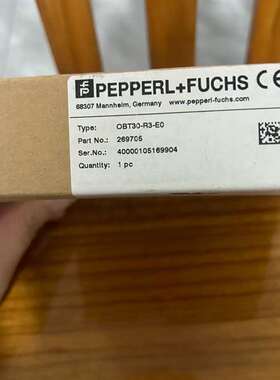 PEPPERL+FUCHS CE
68307 Mannheim, Germany www.pepperl-fuchs.com
Type: OBT30-R3-E0
Part No.: 269705
Ser.No.: 40000105169904
Quantity: 1 pc